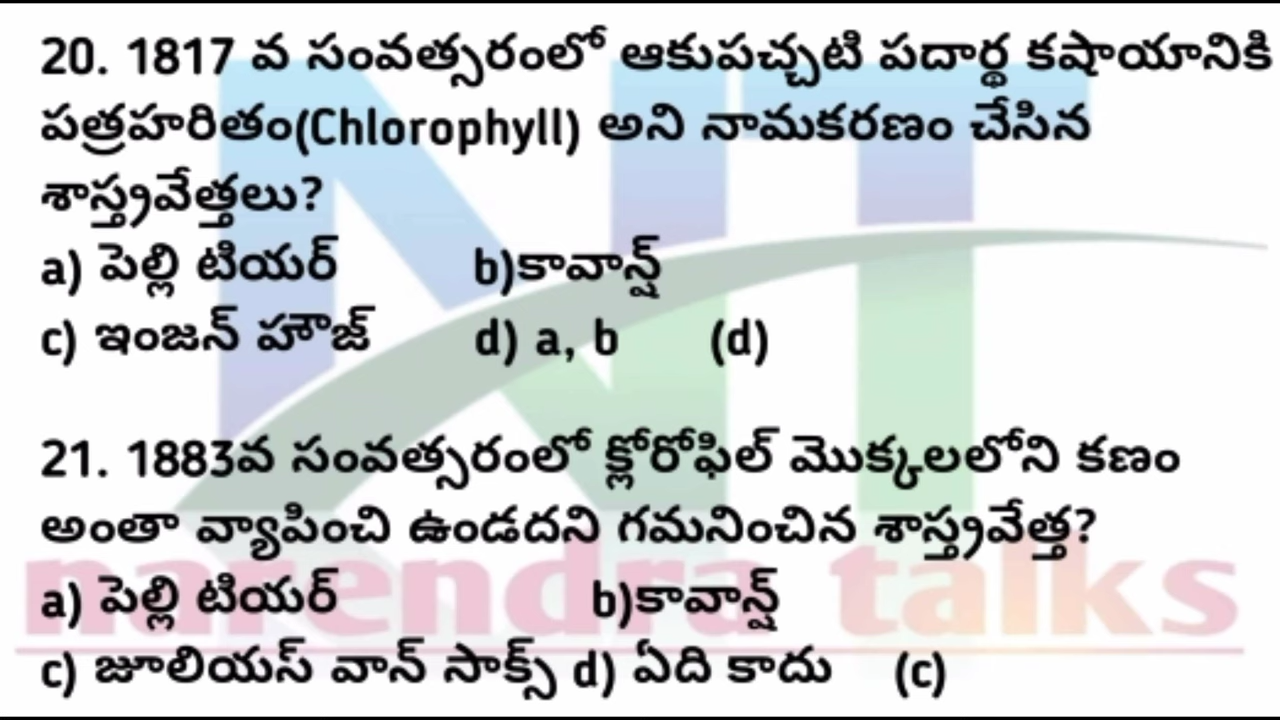 20. 1817 వ సంవత్సరంలో ఆకుపచ్చటి పదార్థ కషాయానికి
పత్రహరితం(Chlorophyll) అని నామకరణం చేసిన
శాస్త్రవేత్తలు?
a) పెల్లి టియర్ b)కావాన్ష్
c) ఇంజన్ హౌజ్ d) a, b (d)
21. 1883వ సంవత్సరంలో క్లోరోఫిల్ మొక్కలలోని కణం
అంతా వ్యాపించి ఉండదని గమనించిన శాస్త్రవేత్త?
a) పెల్లి టియర్ b)కావాన్ష్
c) జూలియస్ వాన్ సాక్స్ d) ఏది కాదు (c)
NT
narendra talks